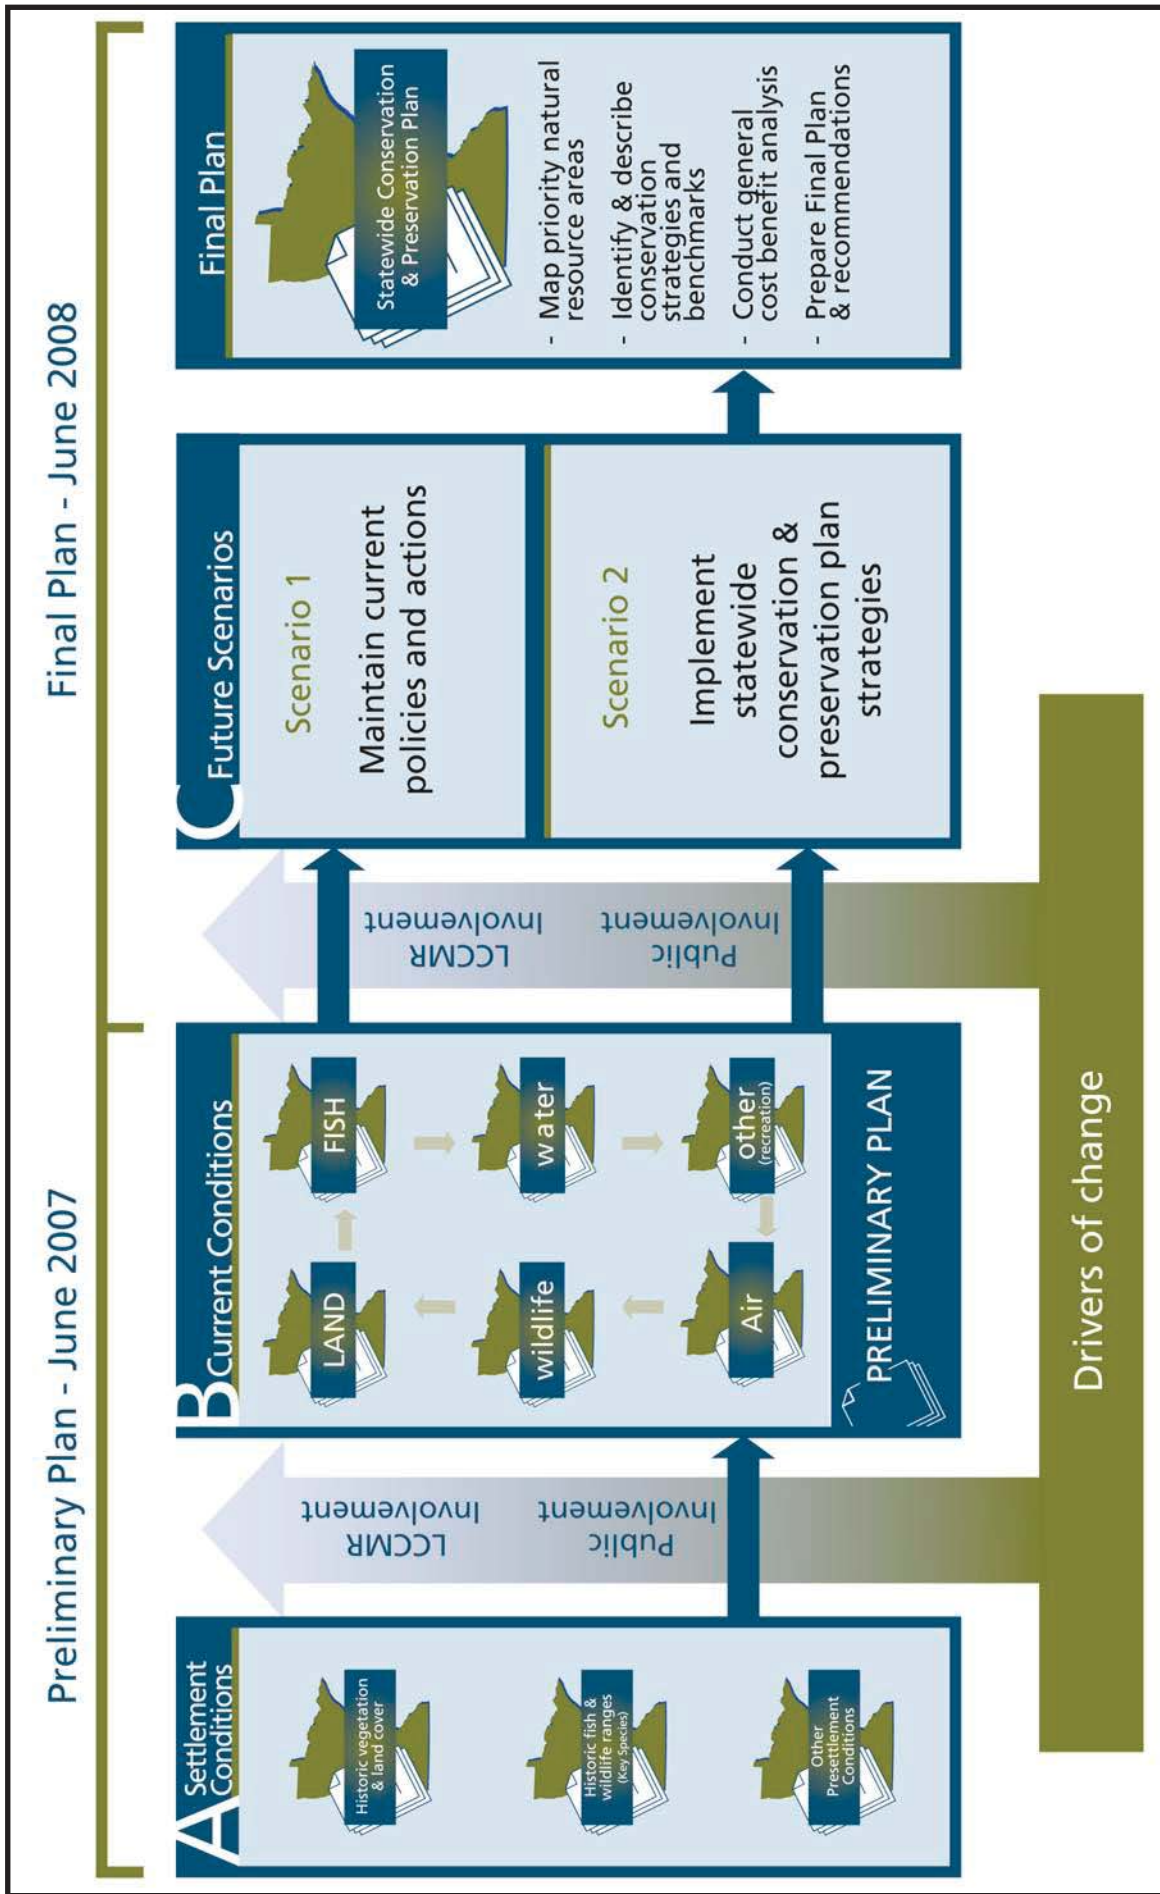 Preliminary Plan - June 2007
Final Plan - June 2008
A
Settlement
Conditions
Historic vegetation
& land cover
Historic fish &
wildlife ranges
(Key Species)
Other
Presettlement
Conditions
LCCMR
Involvement
Public
Involvement
B
Current Conditions
LAND
FISH
wildlife
water
Air
other
(recreation)
PRELIMINARY PLAN
LCCMR
Involvement
Public
Involvement
C
Future Scenarios
Scenario 1
Maintain current
policies and actions
Scenario 2
Implement
statewide
conservation &
preservation plan
strategies
Final Plan
Statewide Conservation
& Preservation Plan
- Map priority natural
resource areas
- Identify & describe
conservation
strategies and
benchmarks
- Conduct general
cost benefit analysis
- Prepare Final Plan
& recommendations
Drivers of change